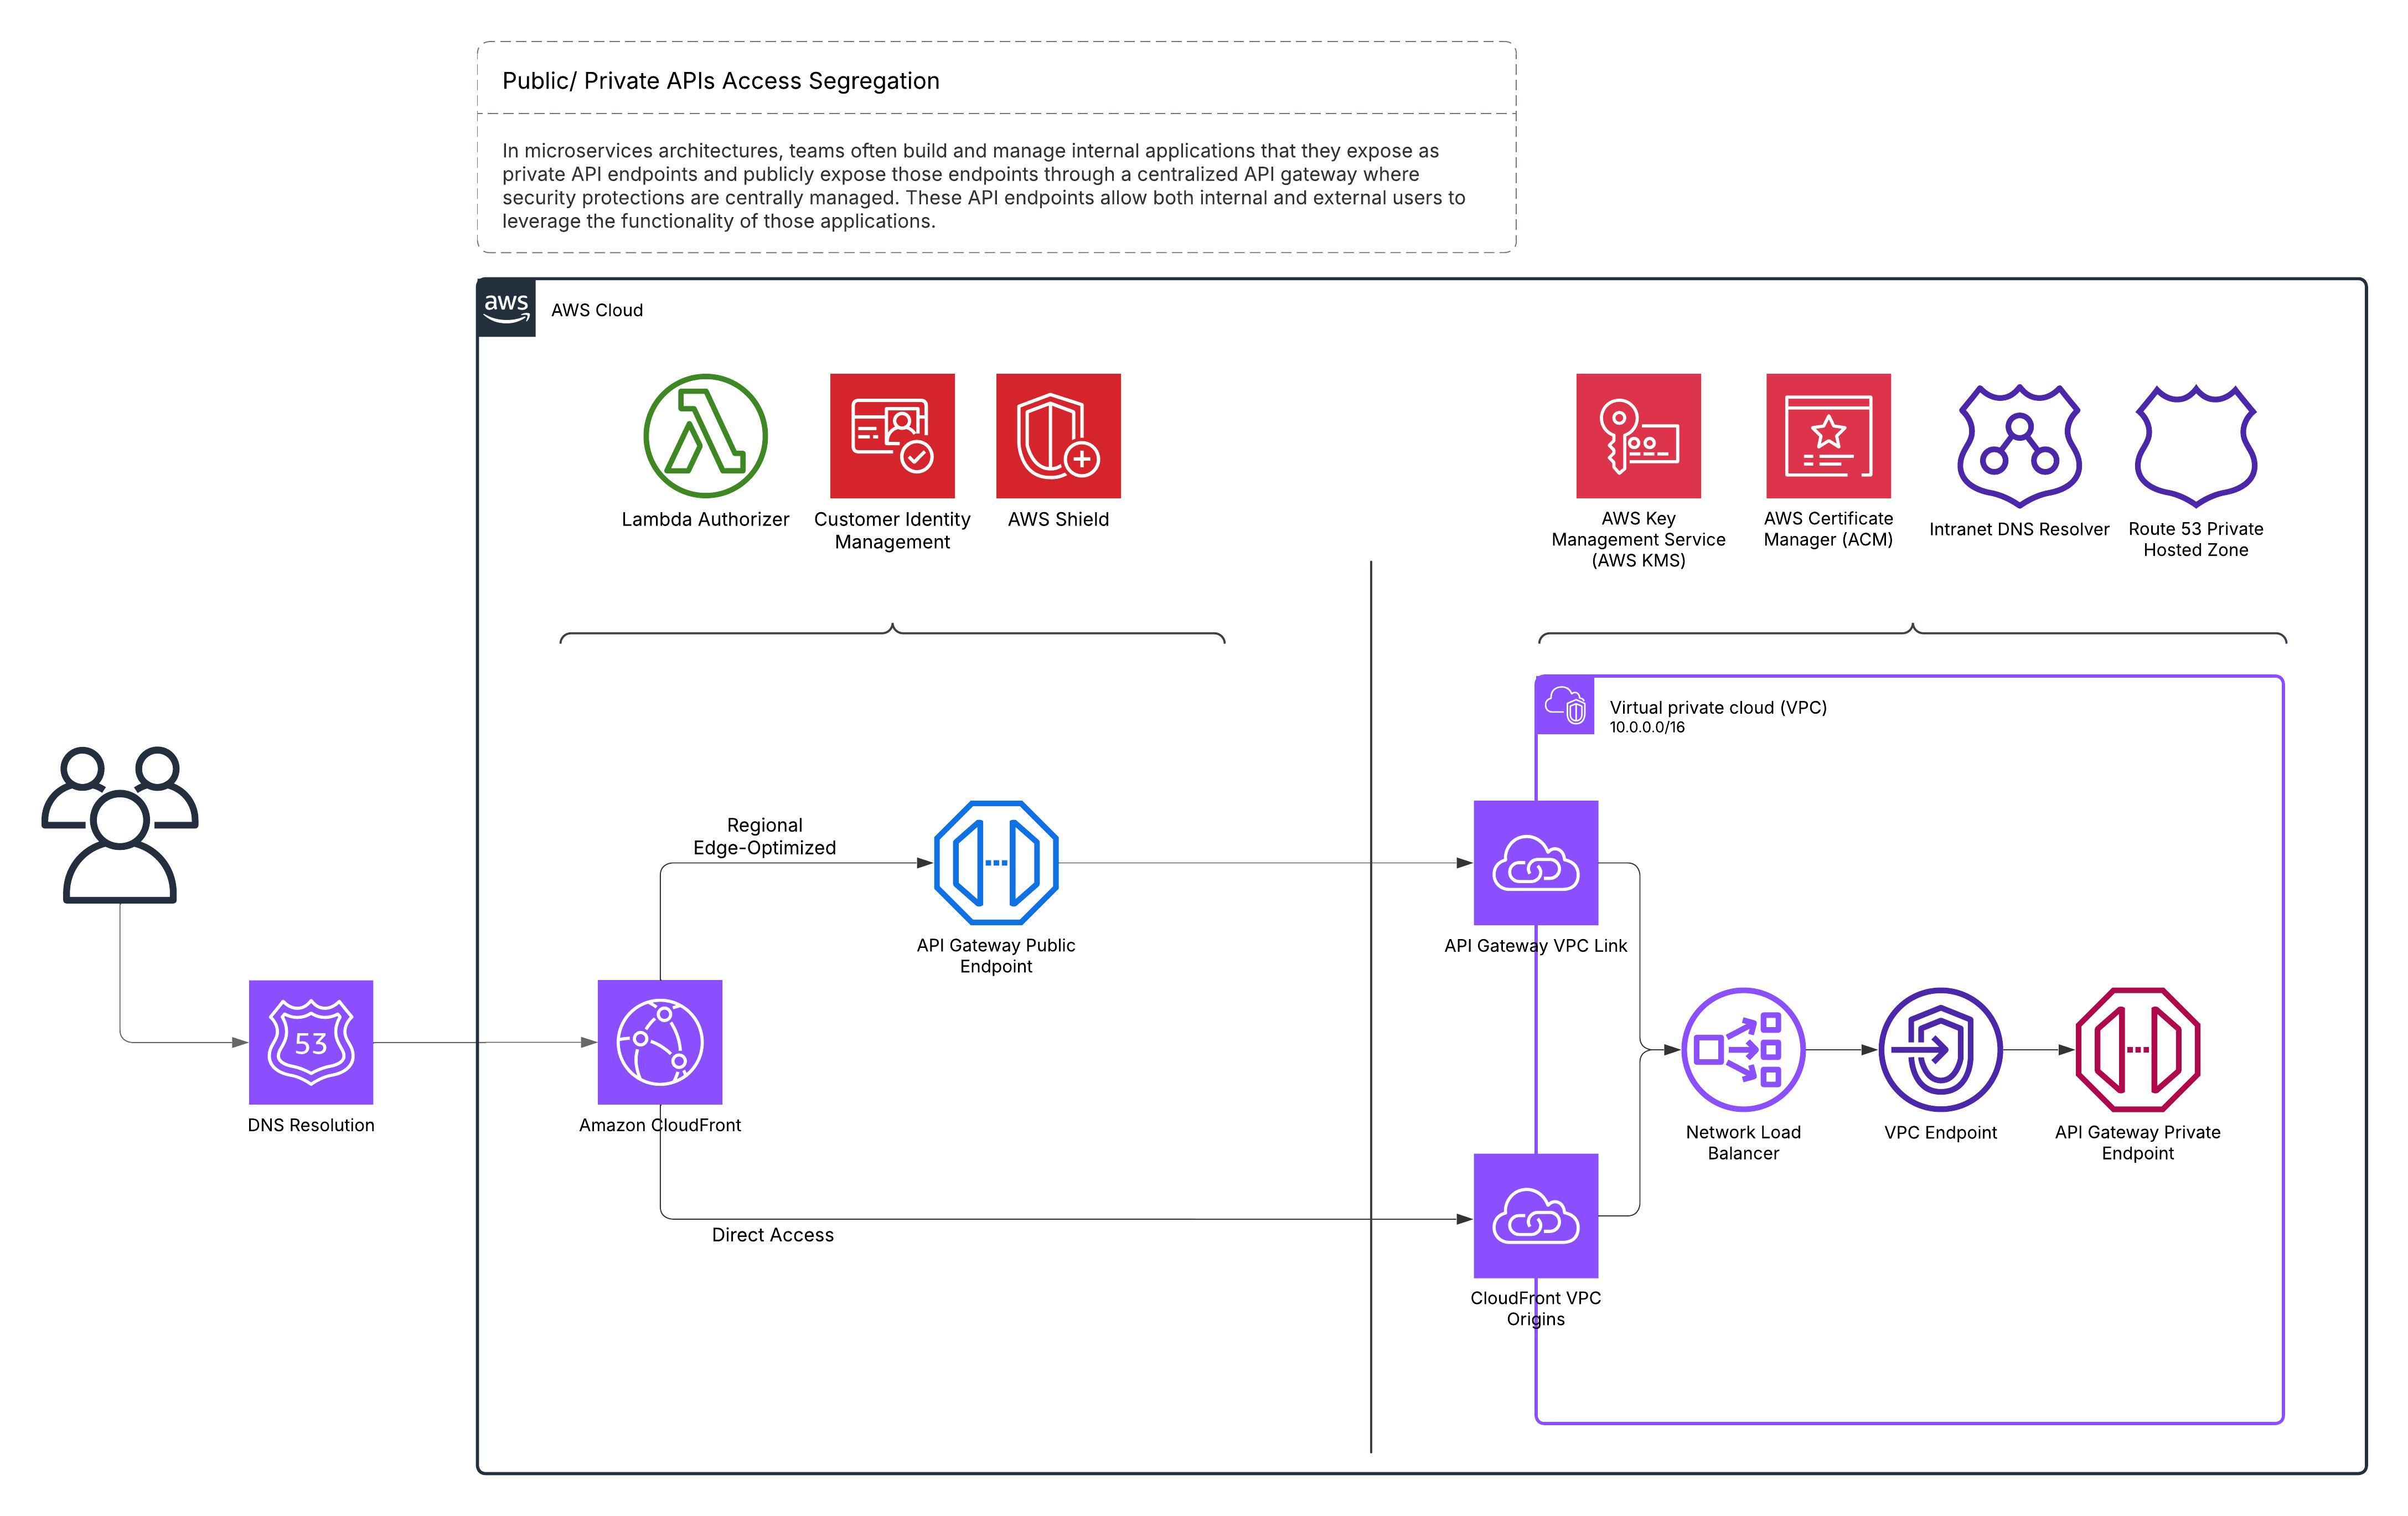 Public/ Private APIs Access Segregation
In microservices architectures, teams often build and manage internal applications that they expose as
private API endpoints and publicly expose those endpoints through a centralized API gateway where
security protections are centrally managed. These API endpoints allow both internal and external users to
leverage the functionality of those applications.
aws
AWS Cloud
Lambda Authorizer
Customer Identity
Management
AWS Shield
AWS Key
Management Service
(AWS KMS)
AWS Certificate
Manager (ACM)
Intranet DNS Resolver
Route 53 Private
Hosted Zone
Virtual private cloud (VPC)
10.0.0.0/16
Regional
Edge-Optimized
API Gateway Public
Endpoint
API Gateway VPC Link
53
DNS Resolution
Amazon CloudFront
Network Load
Balancer
VPC Endpoint
API Gateway Private
Endpoint
Direct Access
CloudFront VPC
Origins